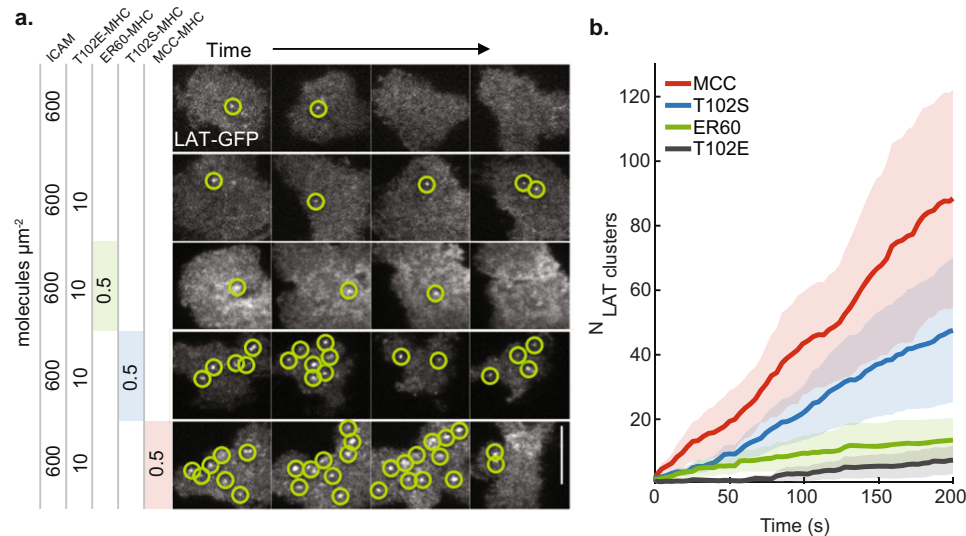 a.
ICAM
T102E-MHC
ER60-MHC
T102S-MHC
MCC-MHC
Time
molecules µm-2
600
LAT-GFP
600 10
600 10 0.5
600 10 0.5
600 10 0.5
b.
MCC
T102S
ER60
T102E
N LAT clusters
120
100
80
60
40
20
0 50 100 150 200
Time (s)